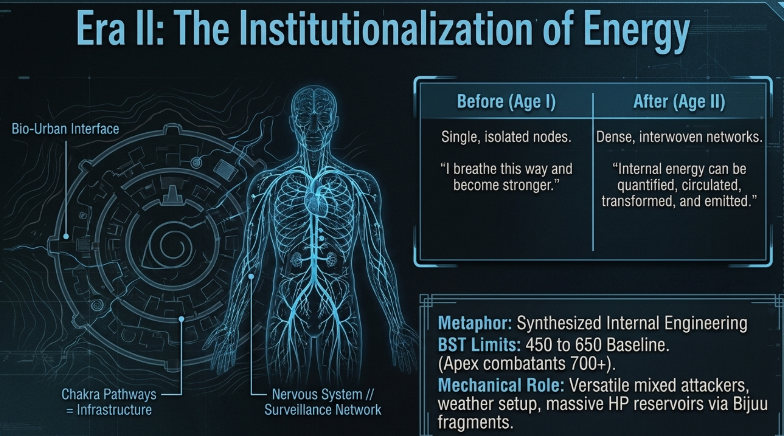 Era II: The Institutionalization of Energy
Bio-Urban Interface
Chakra Pathways
= Infrastructure
Nervous System //
Surveillance Network
Before (Age I)
After (Age II)
Single, isolated nodes.
Dense, interwoven networks.
“I breathe this way and
become stronger.”
“Internal energy can be
quantified, circulated,
transformed, and emitted.”
Metaphor: Synthesized Internal Engineering
BST Limits: 450 to 650 Baseline.
(Apex combatants 700+).
Mechanical Role: Versatile mixed attackers,
weather setup, massive HP reservoirs via Bijuu
fragments.